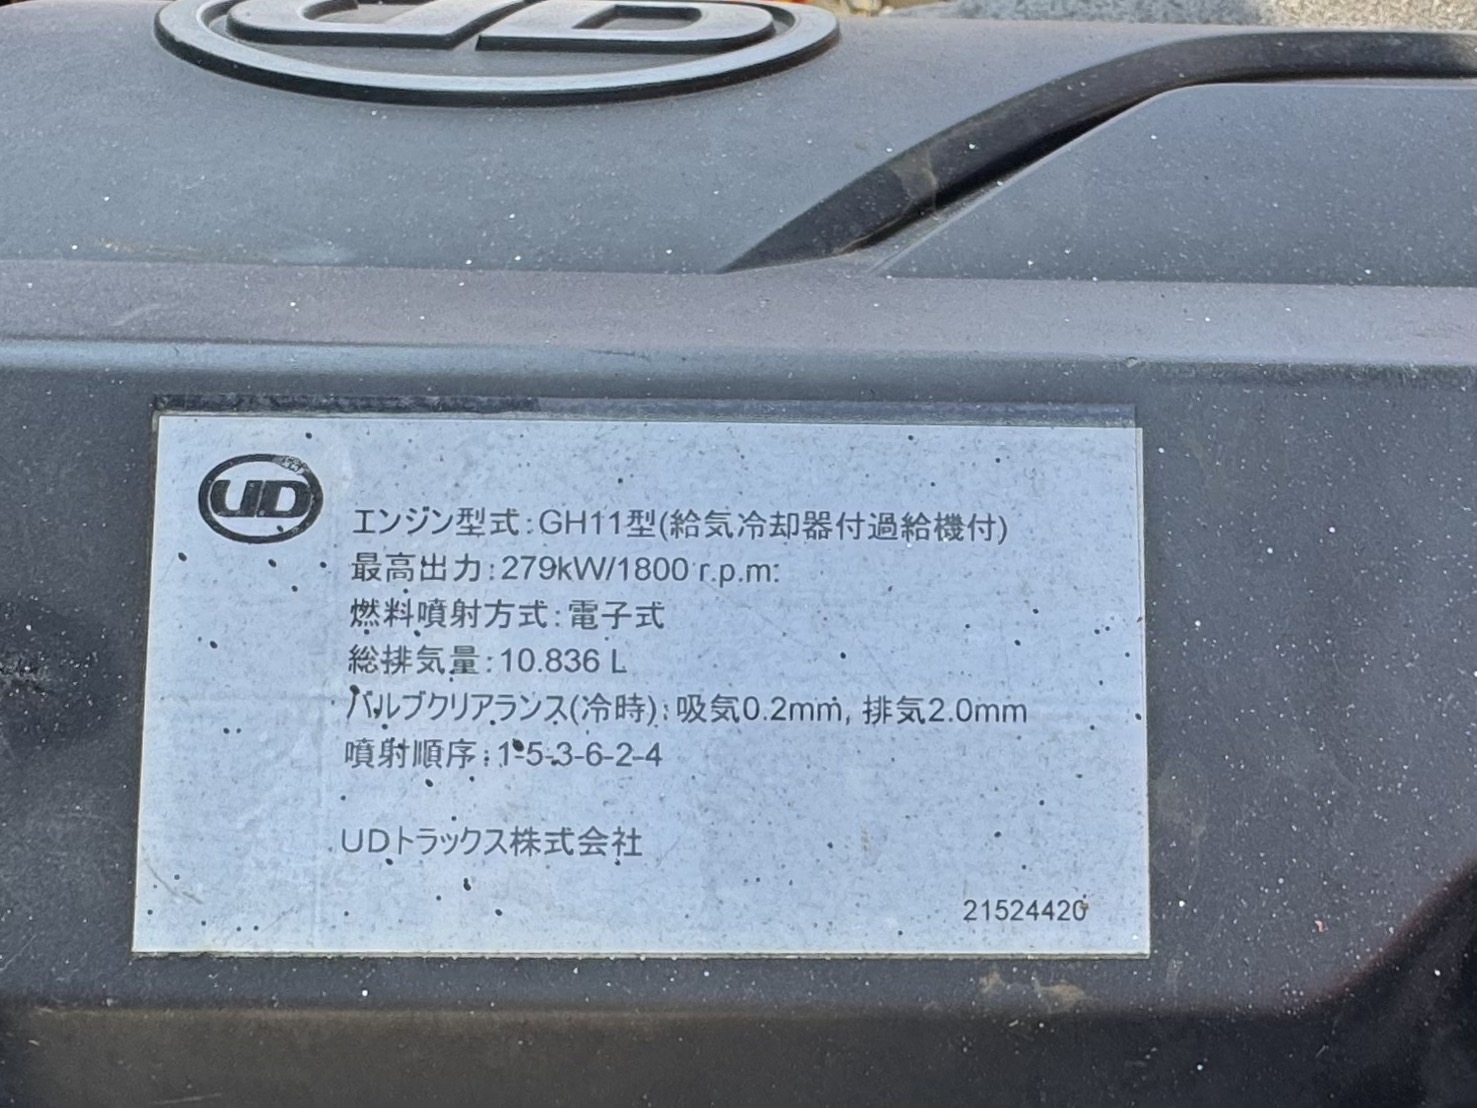 UD
UD
エンジン型式:GH11型(給気冷却器付過給機付)
最高出力:279kW/1800 r.p.m.
燃料噴射方式:電子式
総排気量:10.836 L
バルブクリアランス(冷時):吸気0.2mm, 排気2.0mm
噴射順序:1-5-3-6-2-4
UDトラックス株式会社
21524420